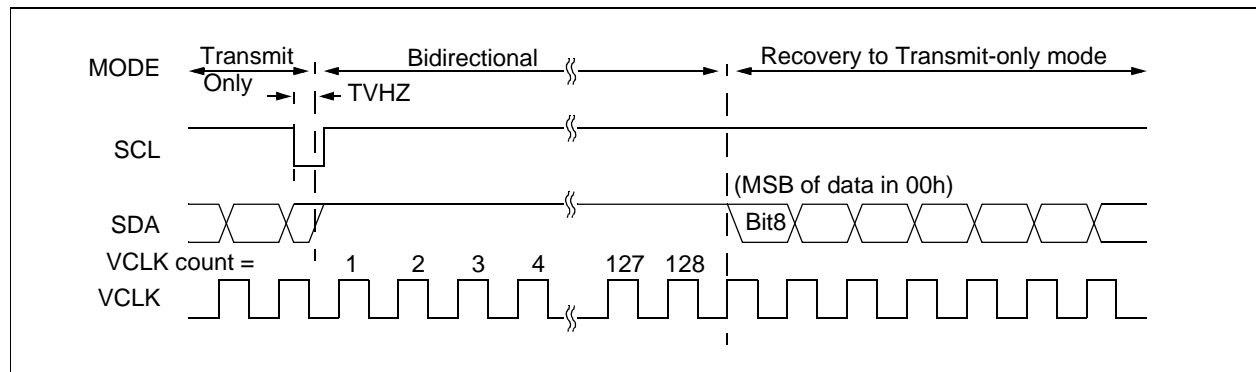 MODE
Transmit
Only
Bidirectional
Recovery to Transmit-only mode
TVHZ
SCL
(MSB of data in 00h)
SDA
Bit8
VCLK count =
1 2 3 4 127 128
VCLK